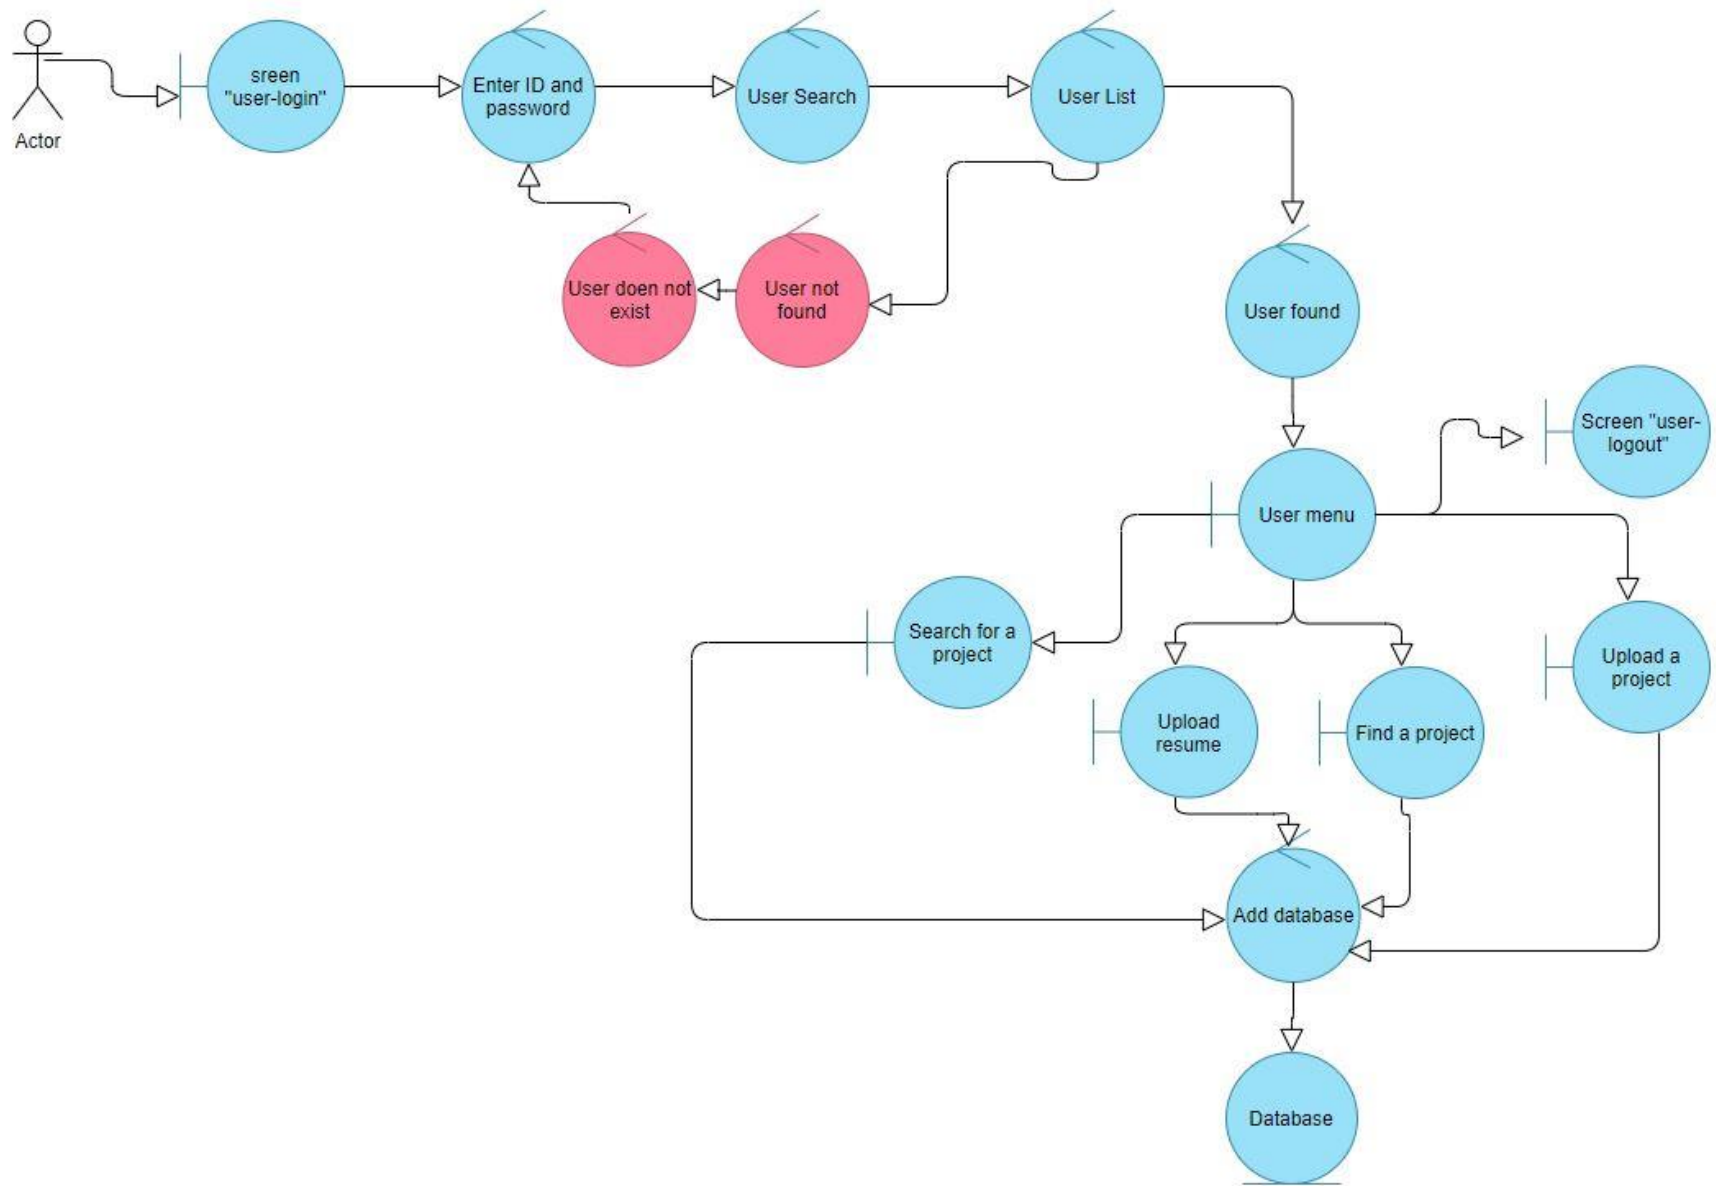 Actor
sreen
"user-login"
Enter ID and
password
User Search
User List
User doen not
exist
User not
found
User found
Screen "user-
logout"
User menu
Search for a
project
Upload
resume
Find a project
Upload a
project
Add database
Database